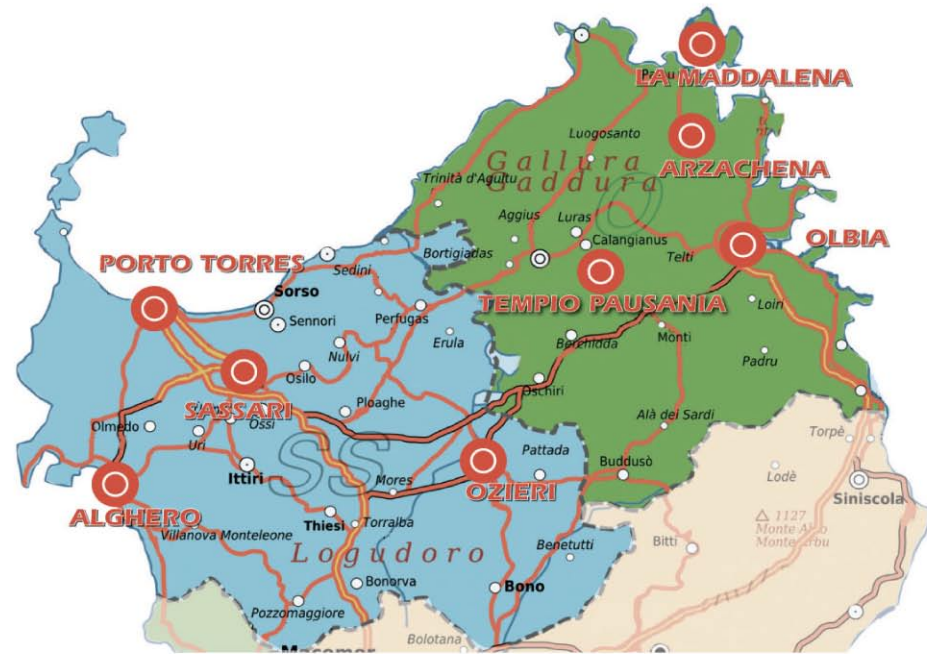 LA MADDALENA
Luogosanto
ARZACHENA
Gallura
Gaddura
Trinità d'Agultu
Aggius
Luras
Calangianus
OLBIA
Telti
Bortigiadas
PORTO TORRES
Sedini
TEMPIO PAUSANIA
Loiri
Sorso
Sennori
Perfugas
Erula
Nulvi
Berchidda
Monti
Padru
Osilo
Oschiri
SASSARI
Ploaghe
Alà dei Sardi
Olmedo
Ossi
Uri
SS
Pattada
Torpè
Ittiri
Mores
OZIERI
Buddusò
Lodè
Siniscola
ALGHERO
Thiesi
Torralba
△ 1127
Villanova Monteleone
Logudoro
Benetutti
Bitti
Bonorva
Bono
Pozzomaggiore
Bolotana
Macomer